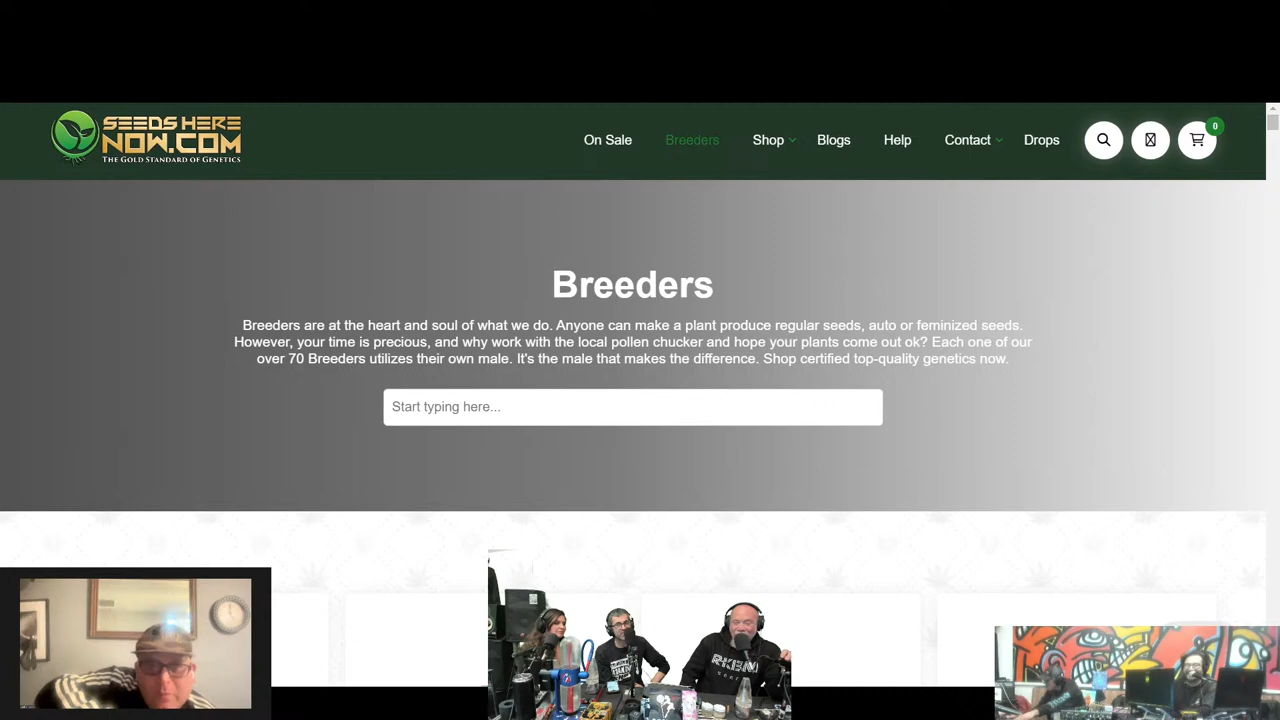 SEEDS HERE
NOW.COM
THE GOLD STANDARD OF GENETICS
On Sale
Breeders
Shop
Blogs
Help
Contact
Drops
0
Breeders
Breeders are at the heart and soul of what we do. Anyone can make a plant produce regular seeds, auto or feminized seeds.
However, your time is precious, and why work with the local pollen chucker and hope your plants come out ok? Each one of our
over 70 Breeders utilizes their own male. It's the male that makes the difference. Shop certified top-quality genetics now.
Start typing here...